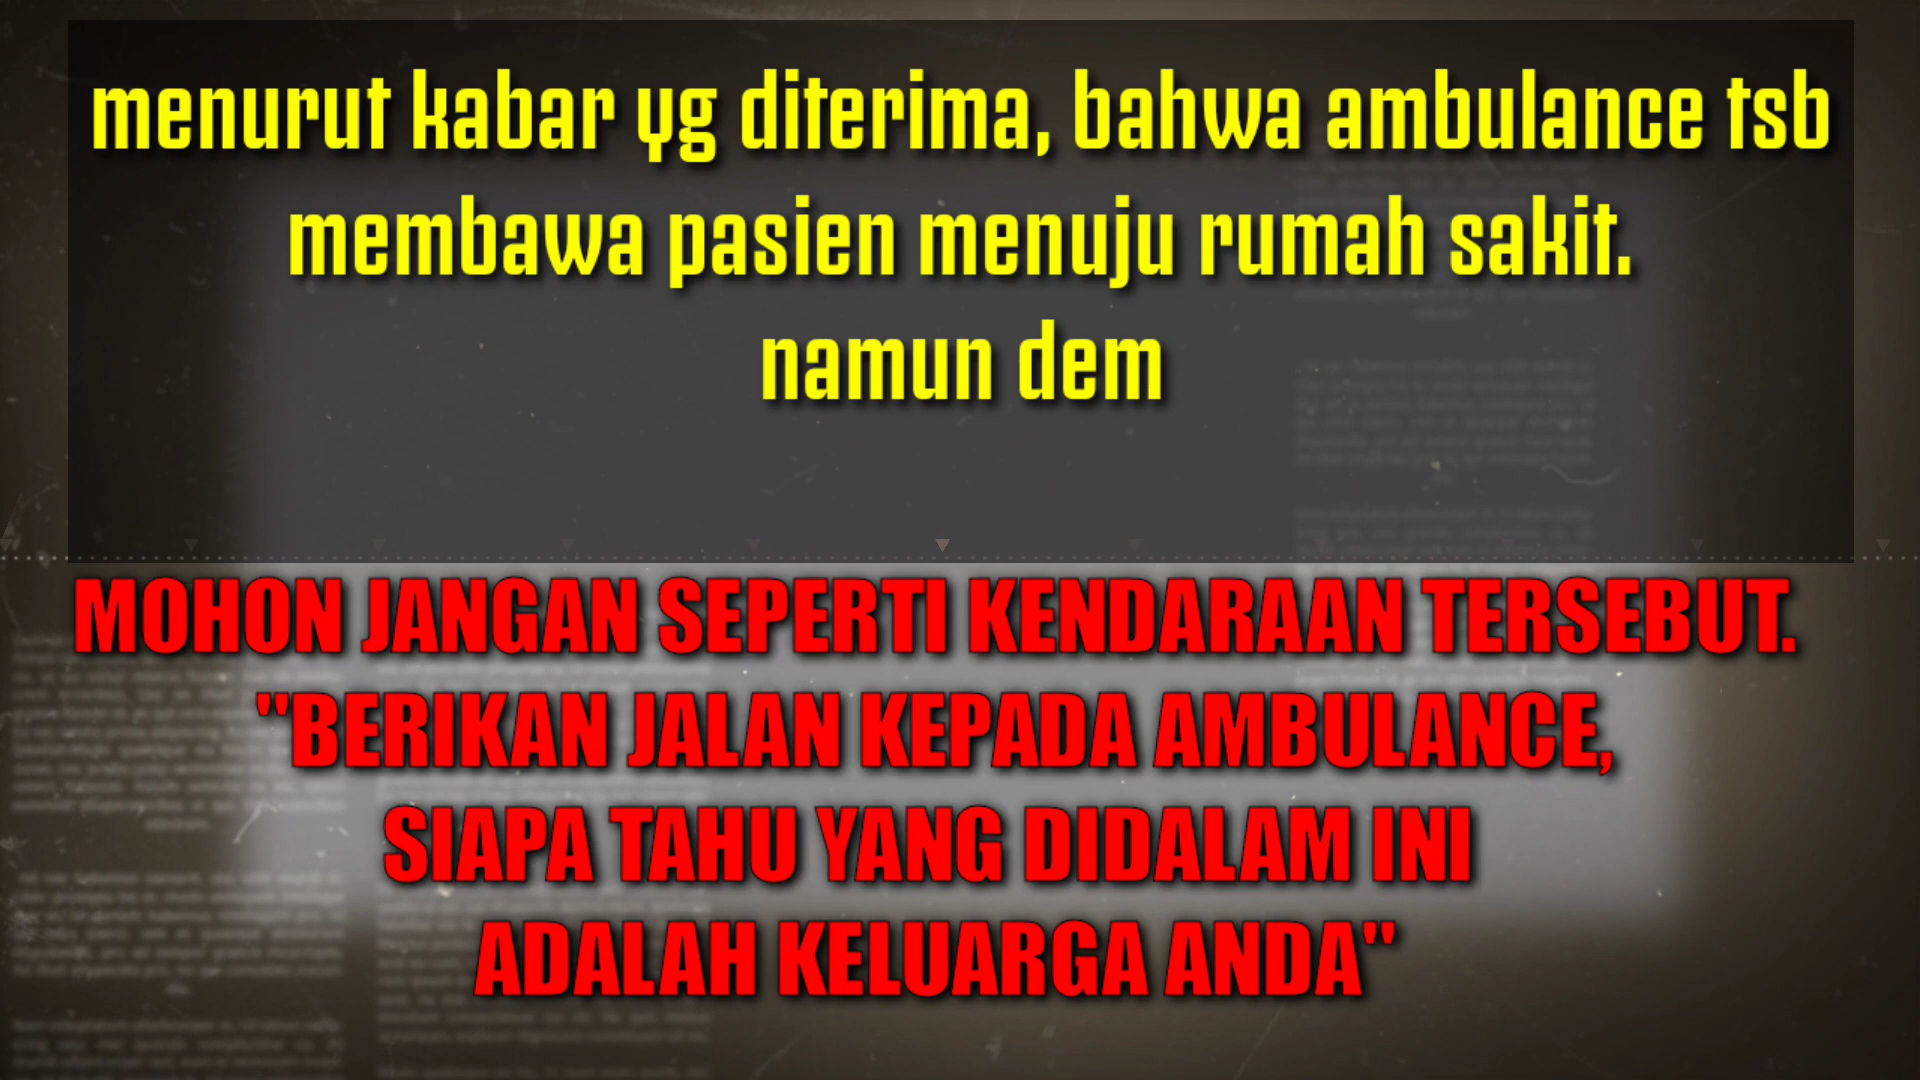 menurut kabar yg diterima, bahwa ambulance tsb
membawa pasien menuju rumah sakit.
namun dem
MOHON JANGAN SEPERTI KENDARAAN TERSEBUT.
"BERIKAN JALAN KEPADA AMBULANCE,
SIAPA TAHU YANG DIDALAM INI
ADALAH KELUARGA ANDA"